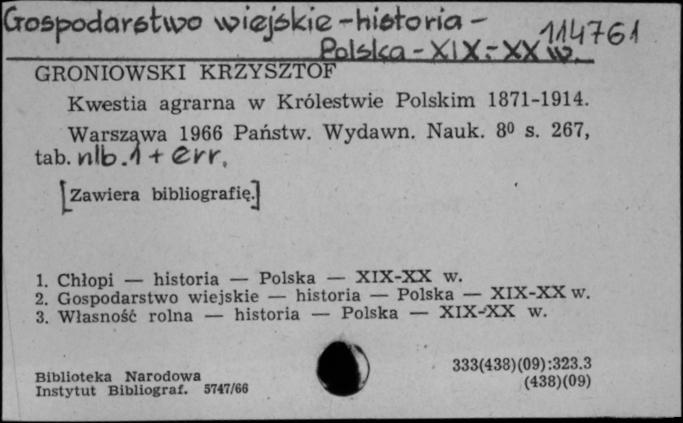 Gospodarstwo wiejskie - historia -
Polska - XIX - XX w.
114761
GRONIOWSKI KRZYSZTOF
Kwestia agrarna w Królestwie Polskim 1871-1914.
Warszawa 1966 Państw. Wydawn. Nauk. 8⁰ s. 267,
tab. nlb. 1 + err.
[Zawiera bibliografię.]
1. Chłopi — historia — Polska — XIX-XX w.
2. Gospodarstwo wiejskie — historia — Polska — XIX-XX w.
3. Własność rolna — historia — Polska — XIX-XX w.
333(438)(09):323.3
(438)(09)
Biblioteka Narodowa
Instytut Bibliograf. 5747/66